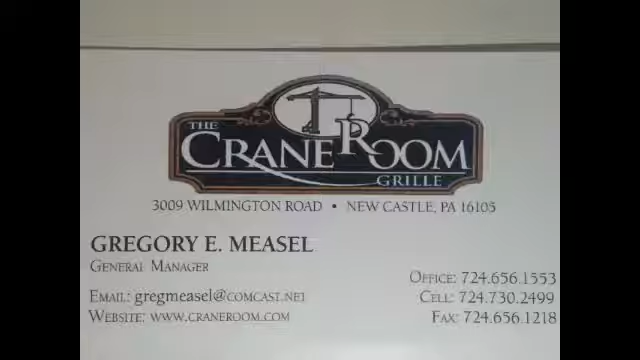 THE
CRANE ROOM
GRILLE
3009 WILMINGTON ROAD • NEW CASTLE, PA 16105
GREGORY E. MEASEL
GENERAL MANAGER
OFFICE: 724.656.1553
EMAIL: gregmeasel@COMCAST.NET
CELL: 724.730.2499
WEBSITE: WWW.CRANEROOM.COM
FAX: 724.656.1218